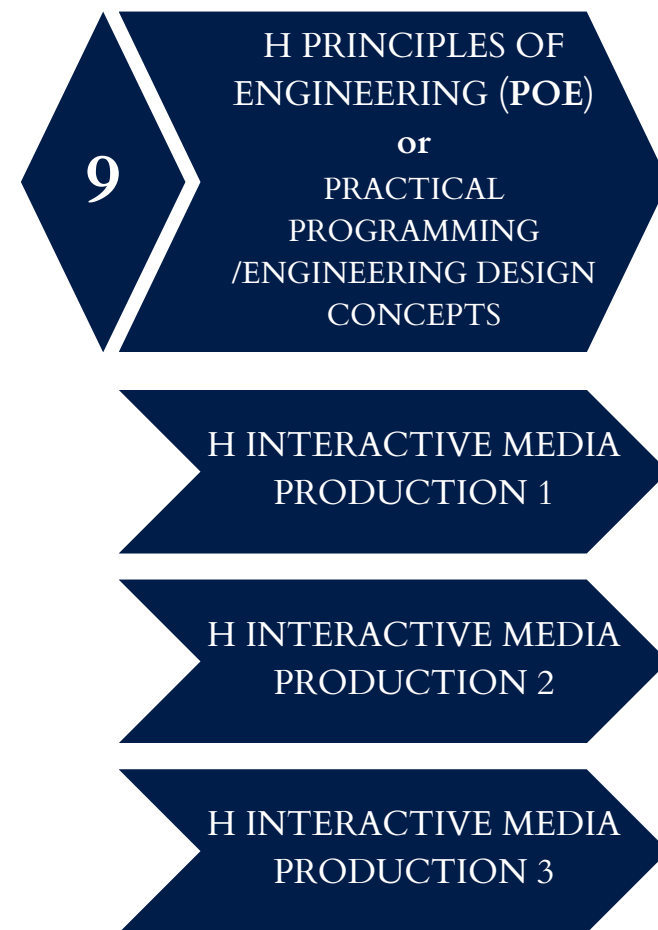 9
H PRINCIPLES OF
ENGINEERING (POE)
or
PRACTICAL
PROGRAMMING
/ENGINEERING DESIGN
CONCEPTS
H INTERACTIVE MEDIA
PRODUCTION 1
H INTERACTIVE MEDIA
PRODUCTION 2
H INTERACTIVE MEDIA
PRODUCTION 3